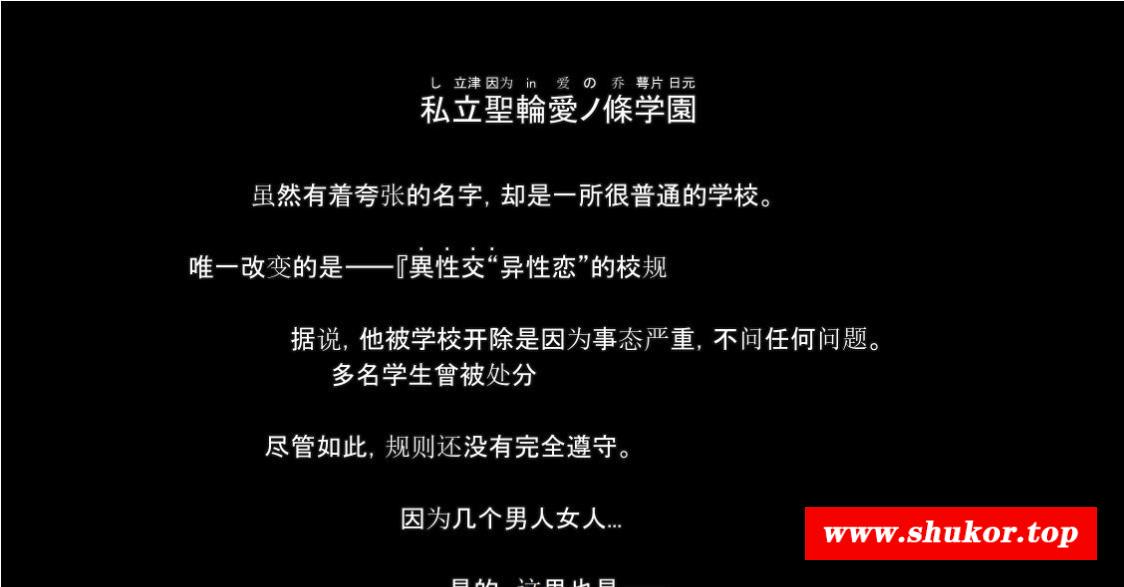 し 立津 因为 in 爱 の 乔 萼片 日元
私立聖輪愛ノ條学園
虽然有着夸张的名字, 却是一所很普通的学校。
唯一改变的是——『異性交“异性恋”的校规
据说, 他被学校开除是因为事态严重, 不问任何问题。
多名学生曾被处分
尽管如此, 规则还没有完全遵守。
因为几个男人女人…
www.shukor.top